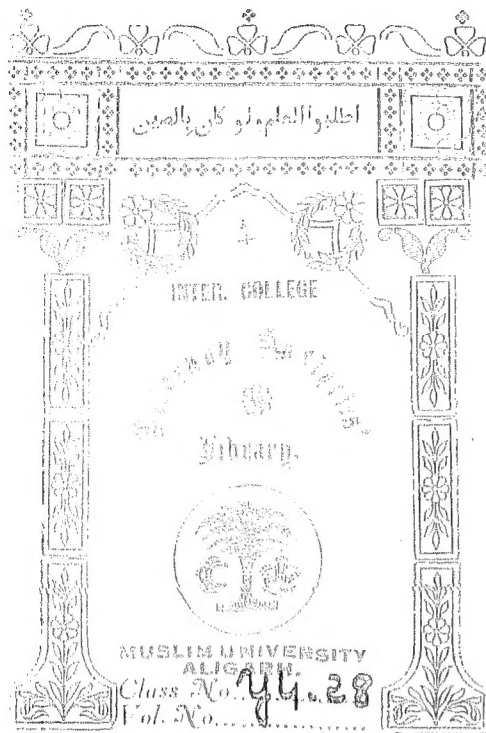 اطلبوا العلم ولو كان بالصين
INTER. COLLEGE
Library.
MUSLIM UNIVERSITY
ALIGARH.
Class No. 44.28
Vol. No.